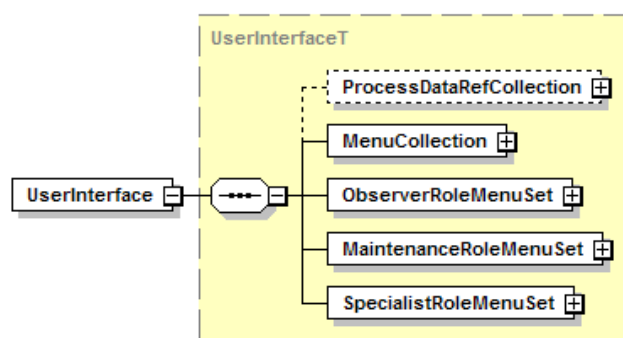 UserInterfaceT
ProcessDataRefCollection
MenuCollection
UserInterface
ObserverRoleMenuSet
MaintenanceRoleMenuSet
SpecialistRoleMenuSet